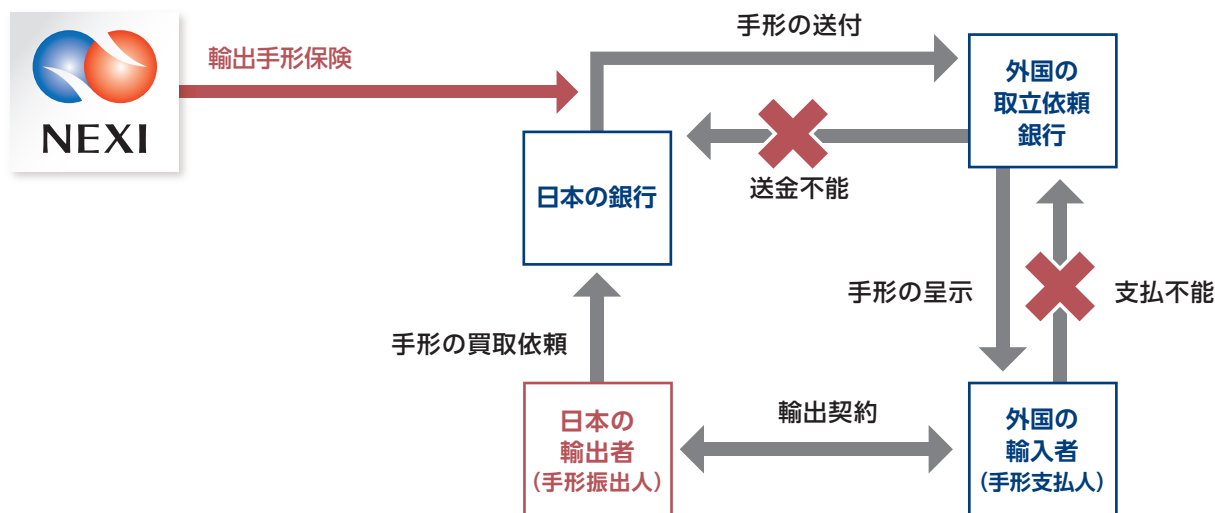 NEXI
輸出手形保険
手形の送付
外国の
取立依頼
銀行
日本の銀行
送金不能
手形の呈示
支払不能
手形の買取依頼
日本の
輸出者
（手形振出人）
輸出契約
外国の
輸入者
（手形支払人）